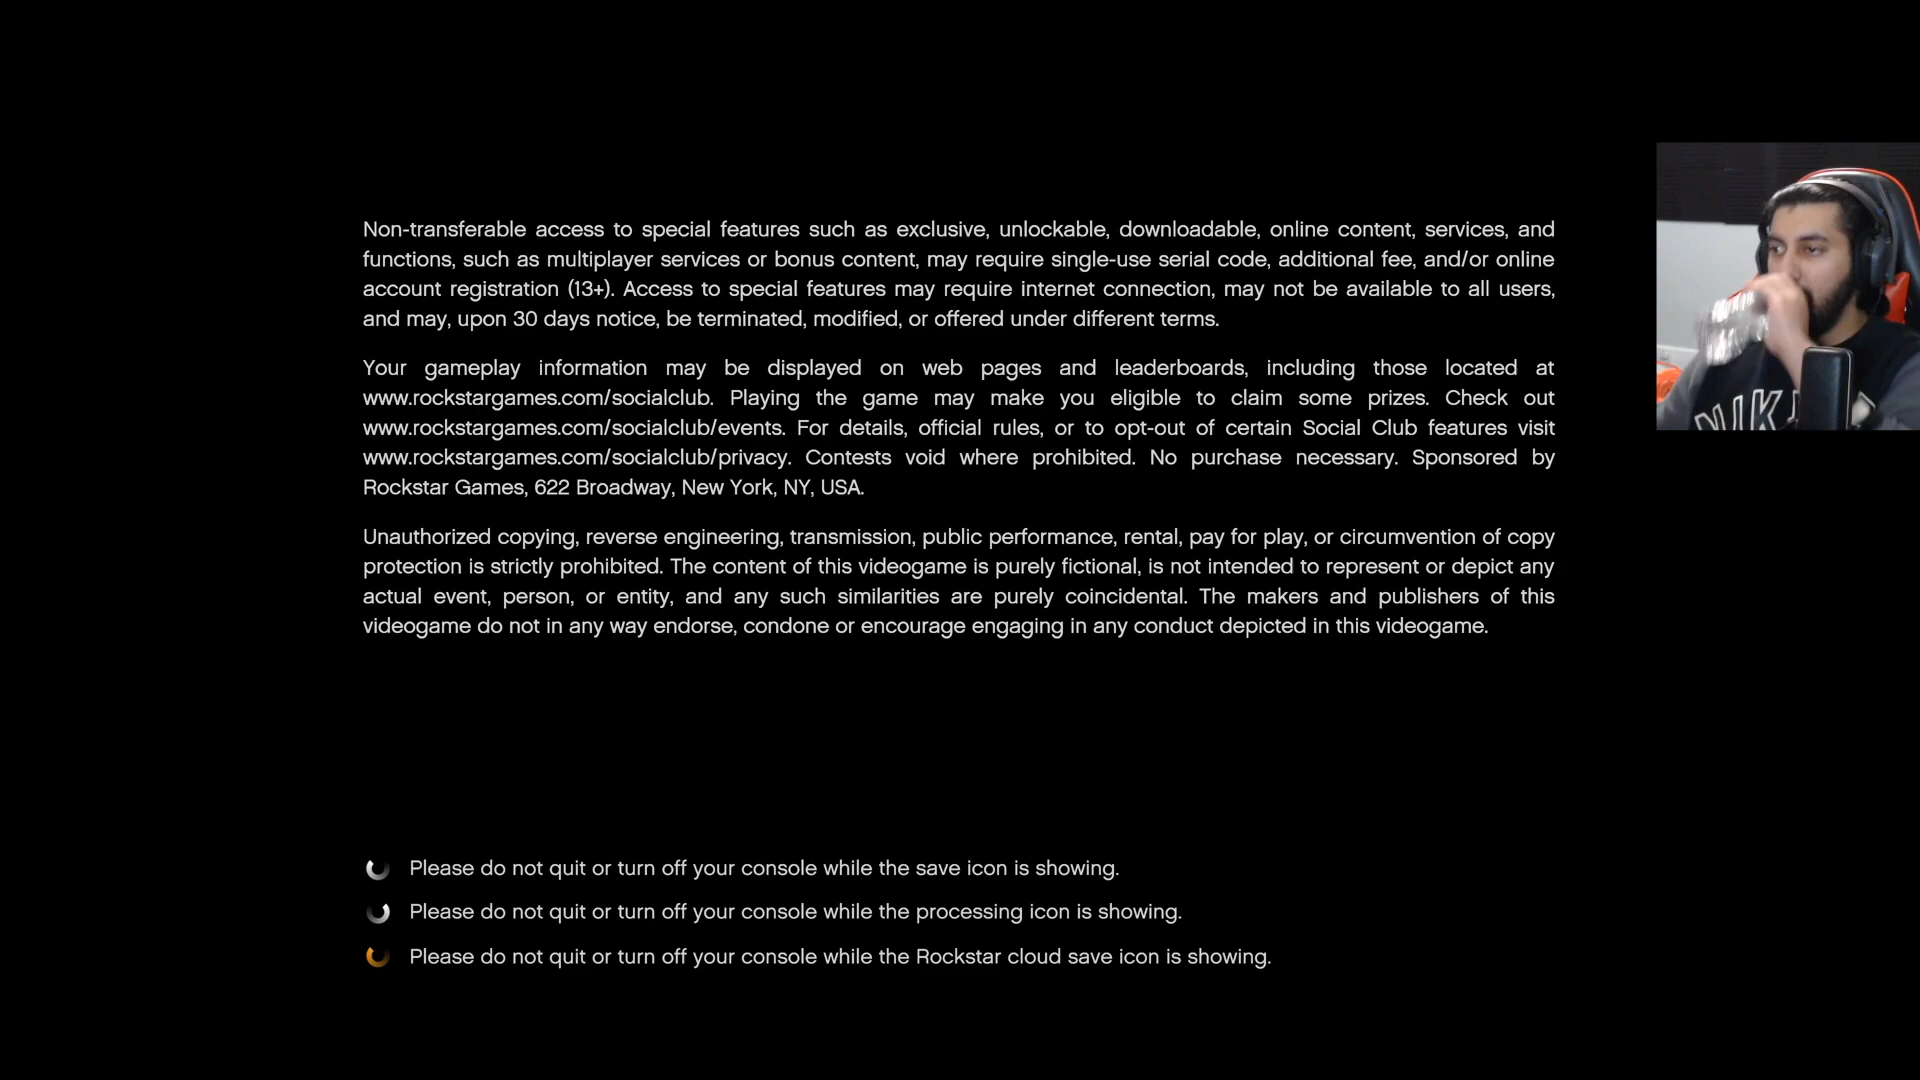 Non-transferable access to special features such as exclusive, unlockable, downloadable, online content, services, and
functions, such as multiplayer services or bonus content, may require single-use serial code, additional fee, and/or online
account registration (13+). Access to special features may require internet connection, may not be available to all users,
and may, upon 30 days notice, be terminated, modified, or offered under different terms.
Your gameplay information may be displayed on web pages and leaderboards, including those located at
www.rockstargames.com/socialclub. Playing the game may make you eligible to claim some prizes. Check out
www.rockstargames.com/socialclub/events. For details, official rules, or to opt-out of certain Social Club features visit
www.rockstargames.com/socialclub/privacy. Contests void where prohibited. No purchase necessary. Sponsored by
Rockstar Games, 622 Broadway, New York, NY, USA.
Unauthorized copying, reverse engineering, transmission, public performance, rental, pay for play, or circumvention of copy
protection is strictly prohibited. The content of this videogame is purely fictional, is not intended to represent or depict any
actual event, person, or entity, and any such similarities are purely coincidental. The makers and publishers of this
videogame do not in any way endorse, condone or encourage engaging in any conduct depicted in this videogame.
Please do not quit or turn off your console while the save icon is showing.
Please do not quit or turn off your console while the processing icon is showing.
Please do not quit or turn off your console while the Rockstar cloud save icon is showing.